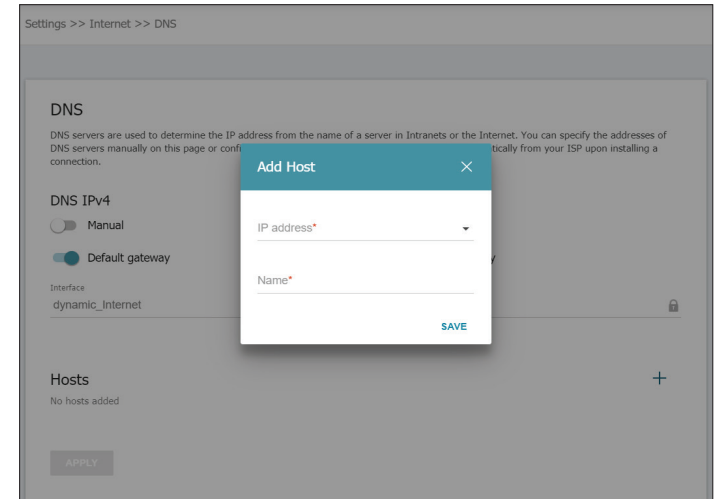 Settings >> Internet >> DNS
DNS
DNS servers are used to determine the IP address from the name of a server in Intranets or the Internet. You can specify the addresses of
DNS servers manually on this page or conf tically from your ISP upon installing a
connection.
Add Host
DNS IPv4
Manual
IP address*
Default gateway
y
Name*
Interface
dynamic_Internet
SAVE
Hosts
No hosts added
APPLY